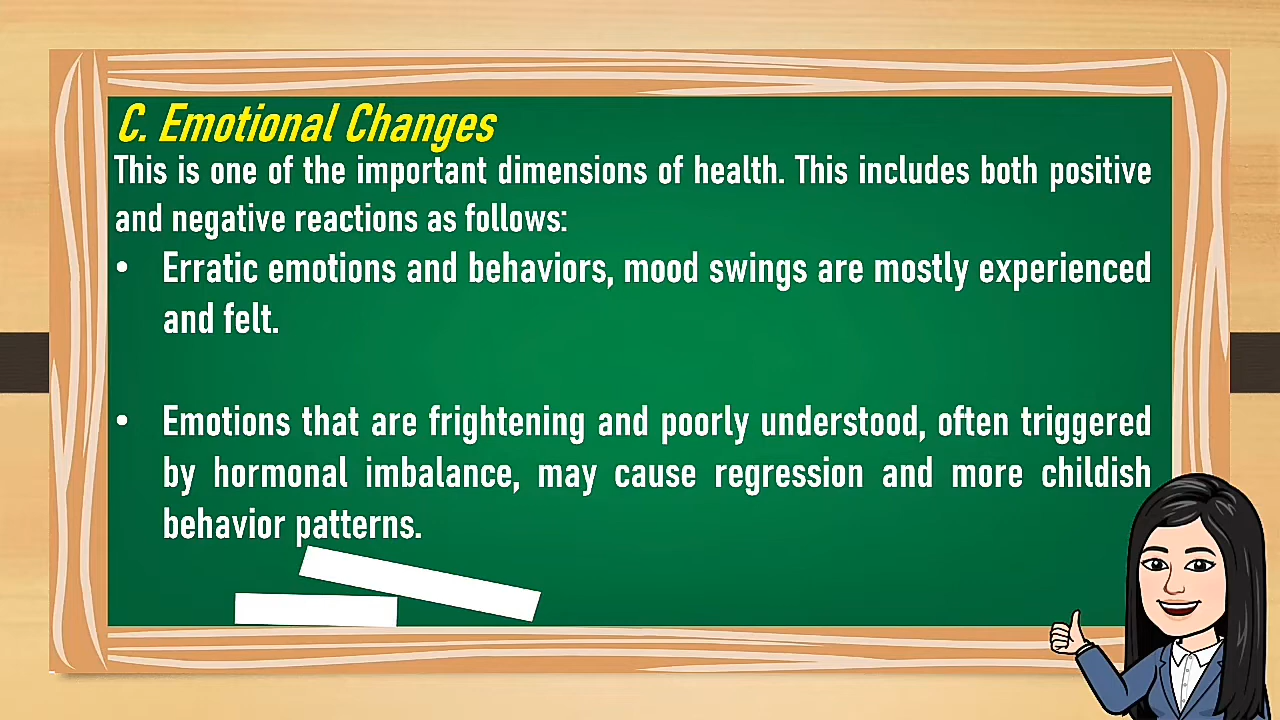 C. Emotional Changes
This is one of the important dimensions of health. This includes both positive
and negative reactions as follows:
• Erratic emotions and behaviors, mood swings are mostly experienced
and felt.
• Emotions that are frightening and poorly understood, often triggered
by hormonal imbalance, may cause regression and more childish
behavior patterns.